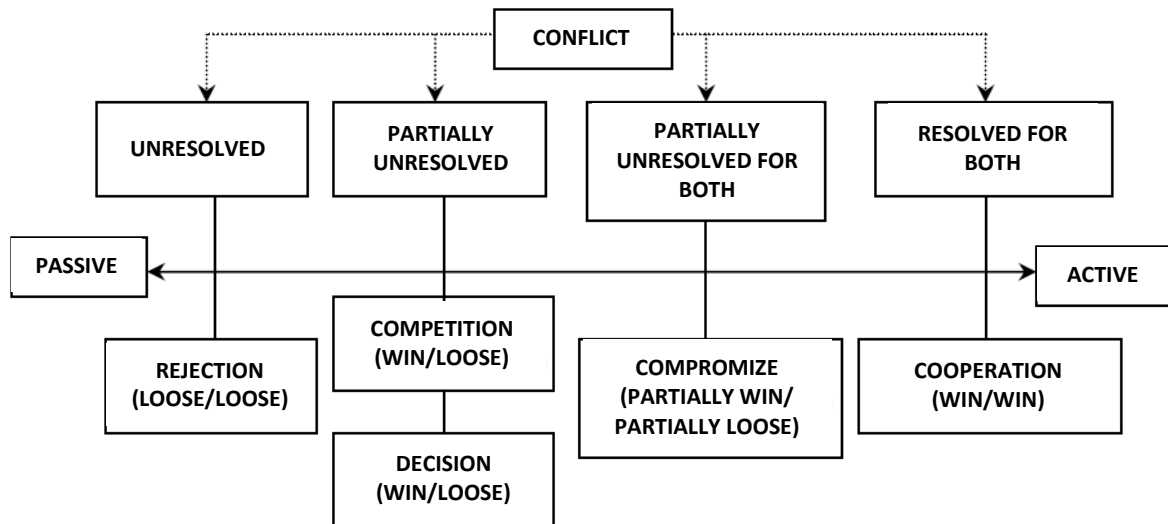 CONFLICT
UNRESOLVED
PARTIALLY
UNRESOLVED
PARTIALLY
UNRESOLVED FOR
BOTH
RESOLVED FOR
BOTH
PASSIVE
ACTIVE
REJECTION
(LOOSE/LOOSE)
COMPETITION
(WIN/LOOSE)
DECISION
(WIN/LOOSE)
COMPROMIZE
(PARTIALLY WIN/
PARTIALLY LOOSE)
COOPERATION
(WIN/WIN)